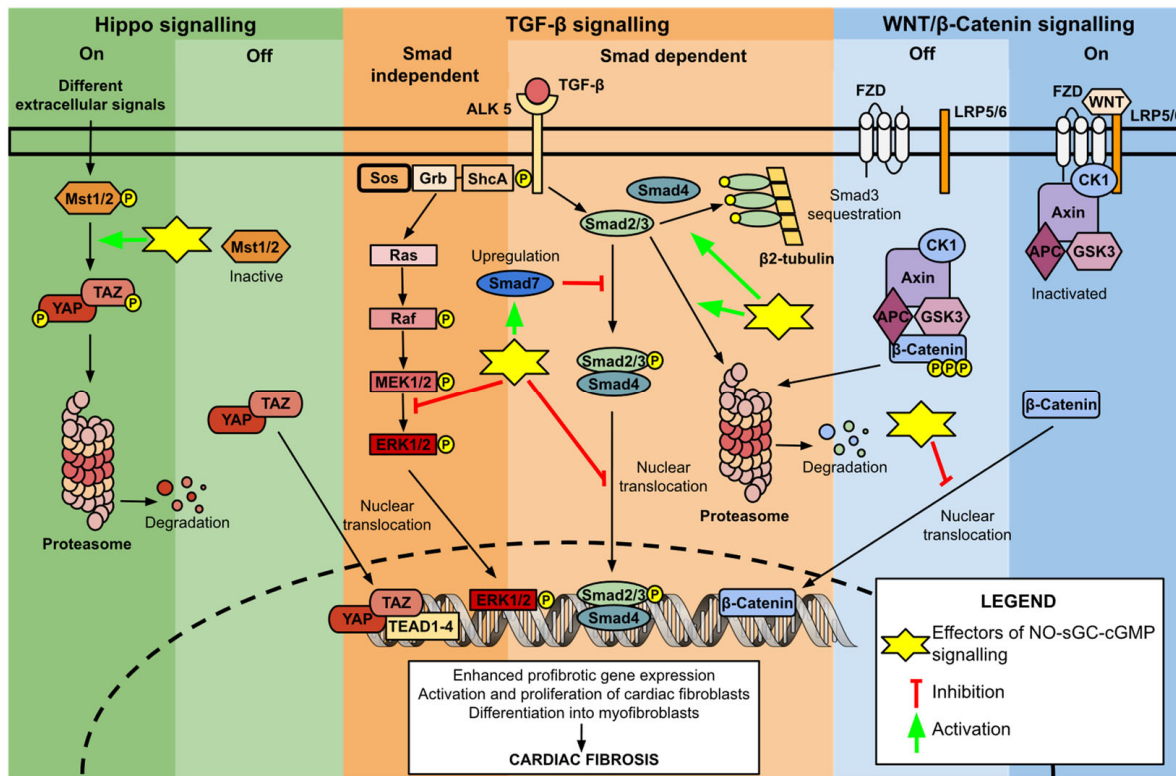 Hippo signalling
On
Off
Different
extracellular signals
Mst1/2
P
Mst1/2
Inactive
YAP
TAZ
P
P
Proteasome
Degradation
YAP
TAZ
TGF-β signalling
Smad
independent
Smad dependent
TGF-β
ALK 5
Sos
Grb
ShcA
P
Ras
Raf
P
MEK1/2
P
ERK1/2
P
Nuclear
translocation
Smad4
Smad2/3
Smad3
sequestration
β2-tubulin
Upregulation
Smad7
Smad2/3
P
Smad4
Nuclear
translocation
Proteasome
Degradation
WNT/β-Catenin signalling
Off
On
FZD
LRP5/6
FZD
WNT
LRP5/6
CK1
Axin
APC
GSK3
β-Catenin
P
P
P
CK1
Axin
APC
GSK3
Inactivated
β-Catenin
Nuclear
translocation
YAP
TAZ
TEAD1-4
ERK1/2
P
Smad2/3
P
Smad4
β-Catenin
Enhanced profibrotic gene expression
Activation and proliferation of cardiac fibroblasts
Differentiation into myofibroblasts
CARDIAC FIBROSIS
LEGEND
Effectors of NO-sGC-cGMP
signalling
Inhibition
Activation